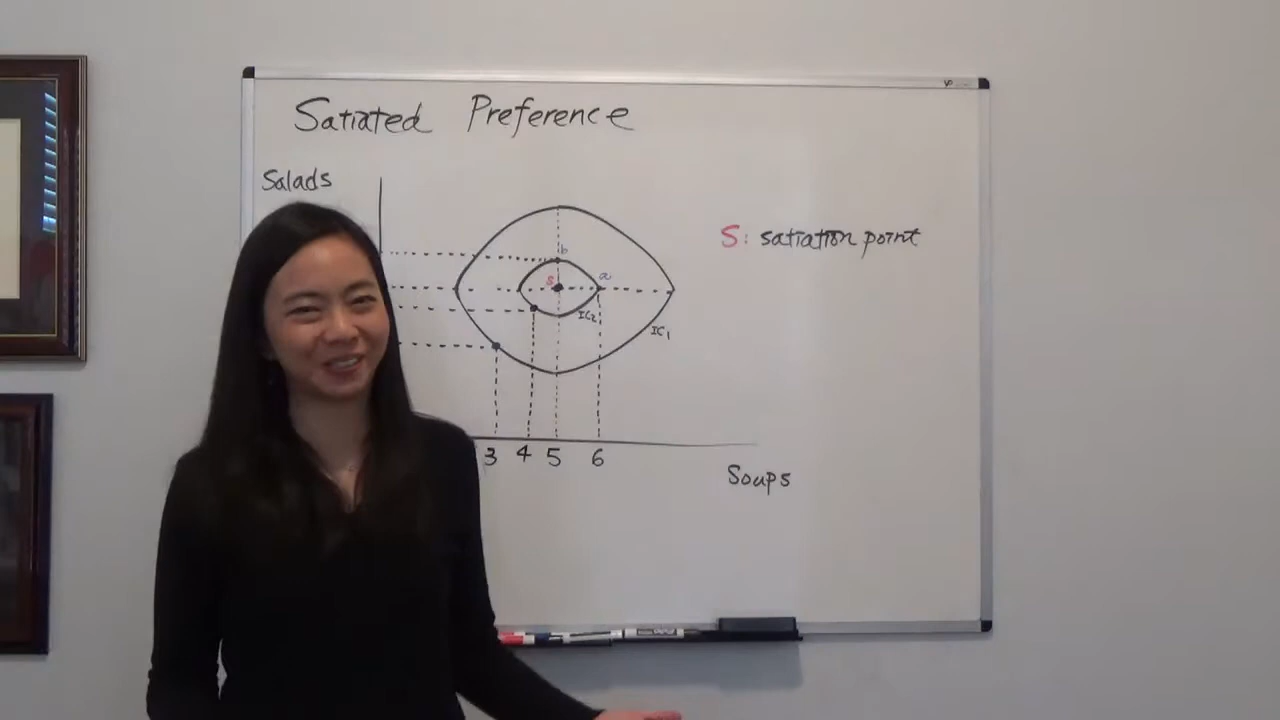 Satiated Preference
Salads
S: satiation point
b
a
S
IC2
IC1
3 4 5 6
Soups